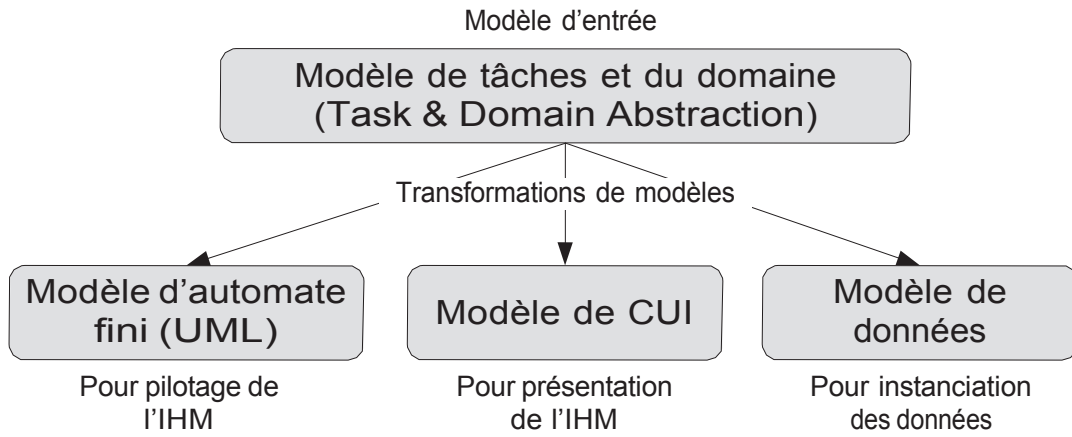 Modèle d'entrée
Modèle de tâches et du domaine
(Task & Domain Abstraction)
Transformations de modèles
Modèle d'automate
fini (UML)
Modèle de CUI
Modèle de
données
Pour pilotage de
l'IHM
Pour présentation
de l'IHM
Pour instanciation
des données